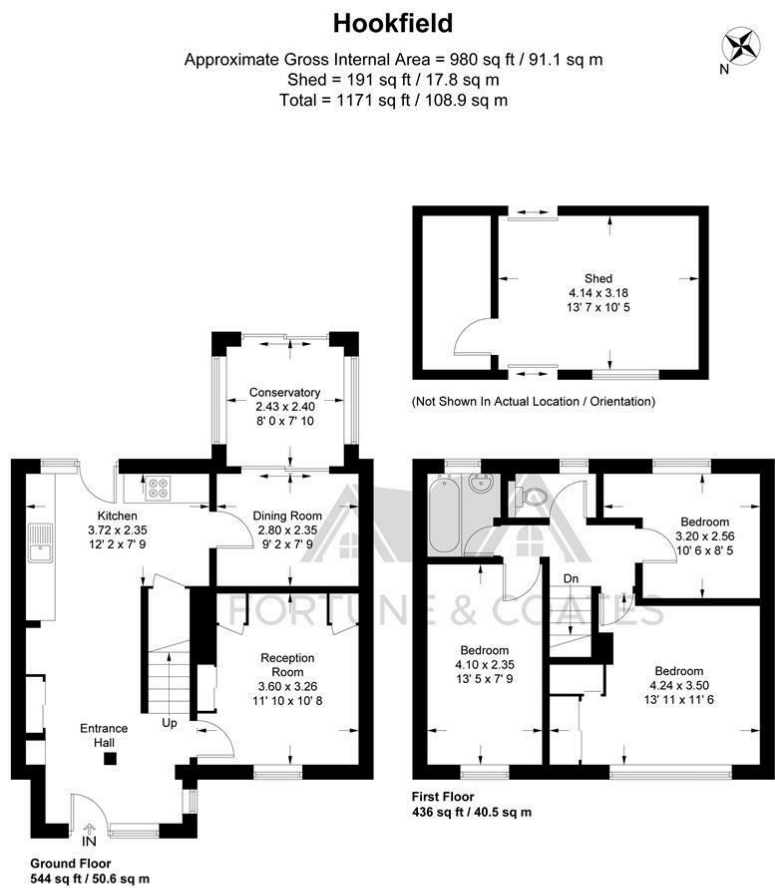 Hookfield
Approximate Gross Internal Area = 980 sq ft / 91.1 sq m
Shed = 191 sq ft / 17.8 sq m
Total = 1171 sq ft / 108.9 sq m
N
Shed
4.14 x 3.18
13' 7 x 10' 5
(Not Shown In Actual Location / Orientation)
Conservatory
2.43 x 2.40
8' 0 x 7' 10
Kitchen
3.72 x 2.35
12' 2 x 7' 9
Dining Room
2.80 x 2.35
9' 2 x 7' 9
Reception
Room
3.60 x 3.26
11' 10 x 10' 8
Up
Entrance
Hall
IN
Ground Floor
544 sq ft / 50.6 sq m
Bedroom
3.20 x 2.56
10' 6 x 8' 5
Dn
FORTUNE & COATES
Bedroom
4.10 x 2.35
13' 5 x 7' 9
Bedroom
4.24 x 3.50
13' 11 x 11' 6
First Floor
436 sq ft / 40.5 sq m